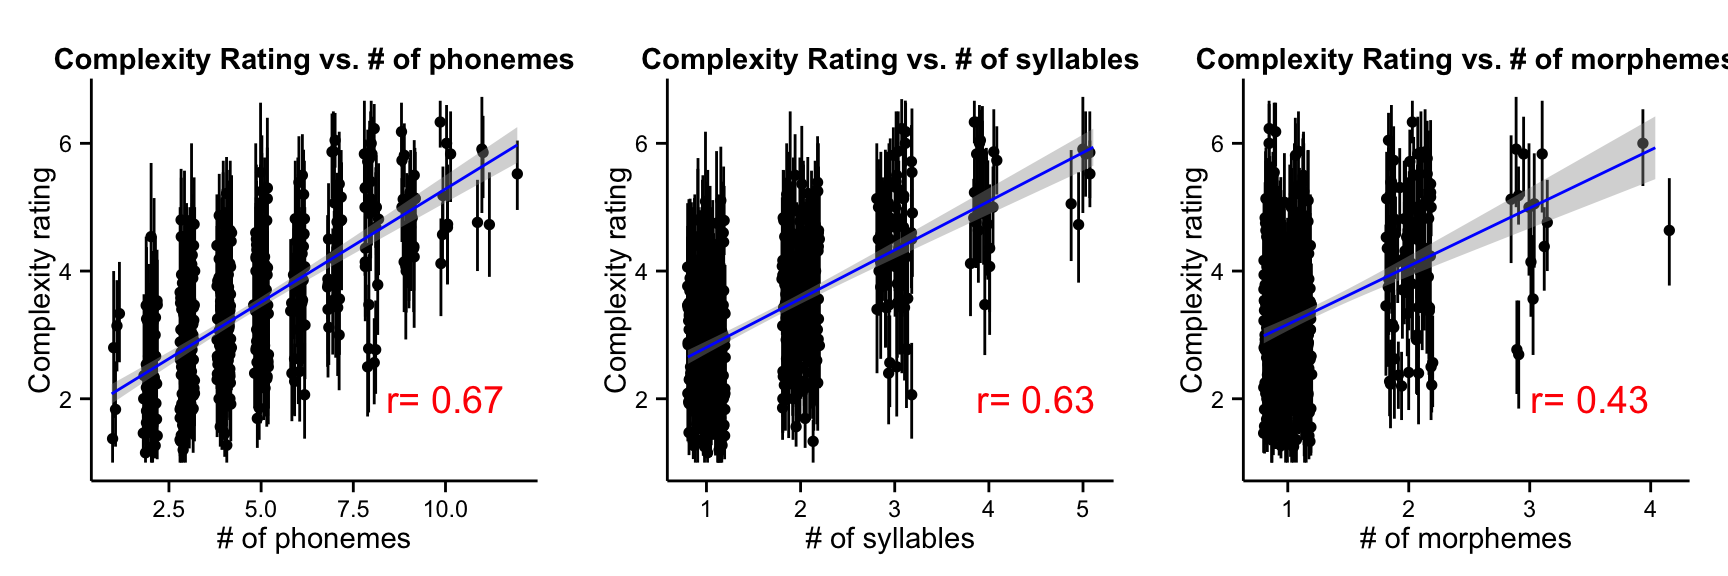 Complexity Rating vs. # of phonemes
Complexity rating
6
4
2
r= 0.67
2.5 5.0 7.5 10.0
# of phonemes
Complexity Rating vs. # of syllables
Complexity rating
6
4
2
r= 0.63
1 2 3 4 5
# of syllables
Complexity Rating vs. # of morphemes
Complexity rating
6
4
2
r= 0.43
1 2 3 4
# of morphemes